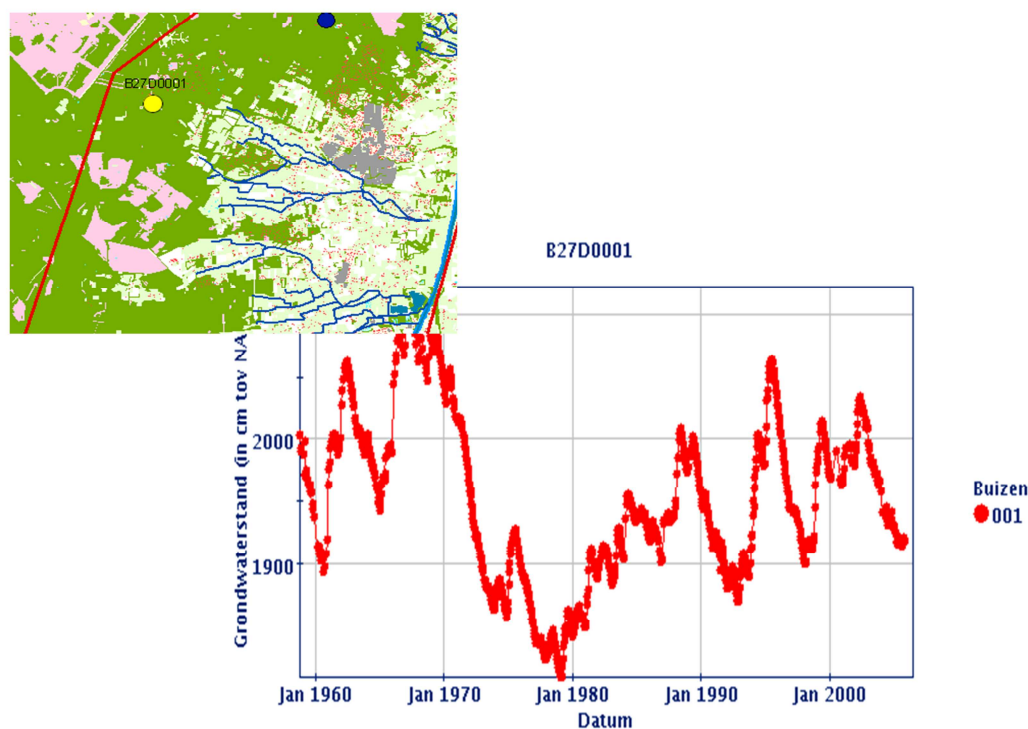 B27D0001
B27D0001
Grondwaterstand (in cm tov NA
2000
1900
Jan 1960
Jan 1970
Jan 1980
Jan 1990
Jan 2000
Datum
Buizen
001